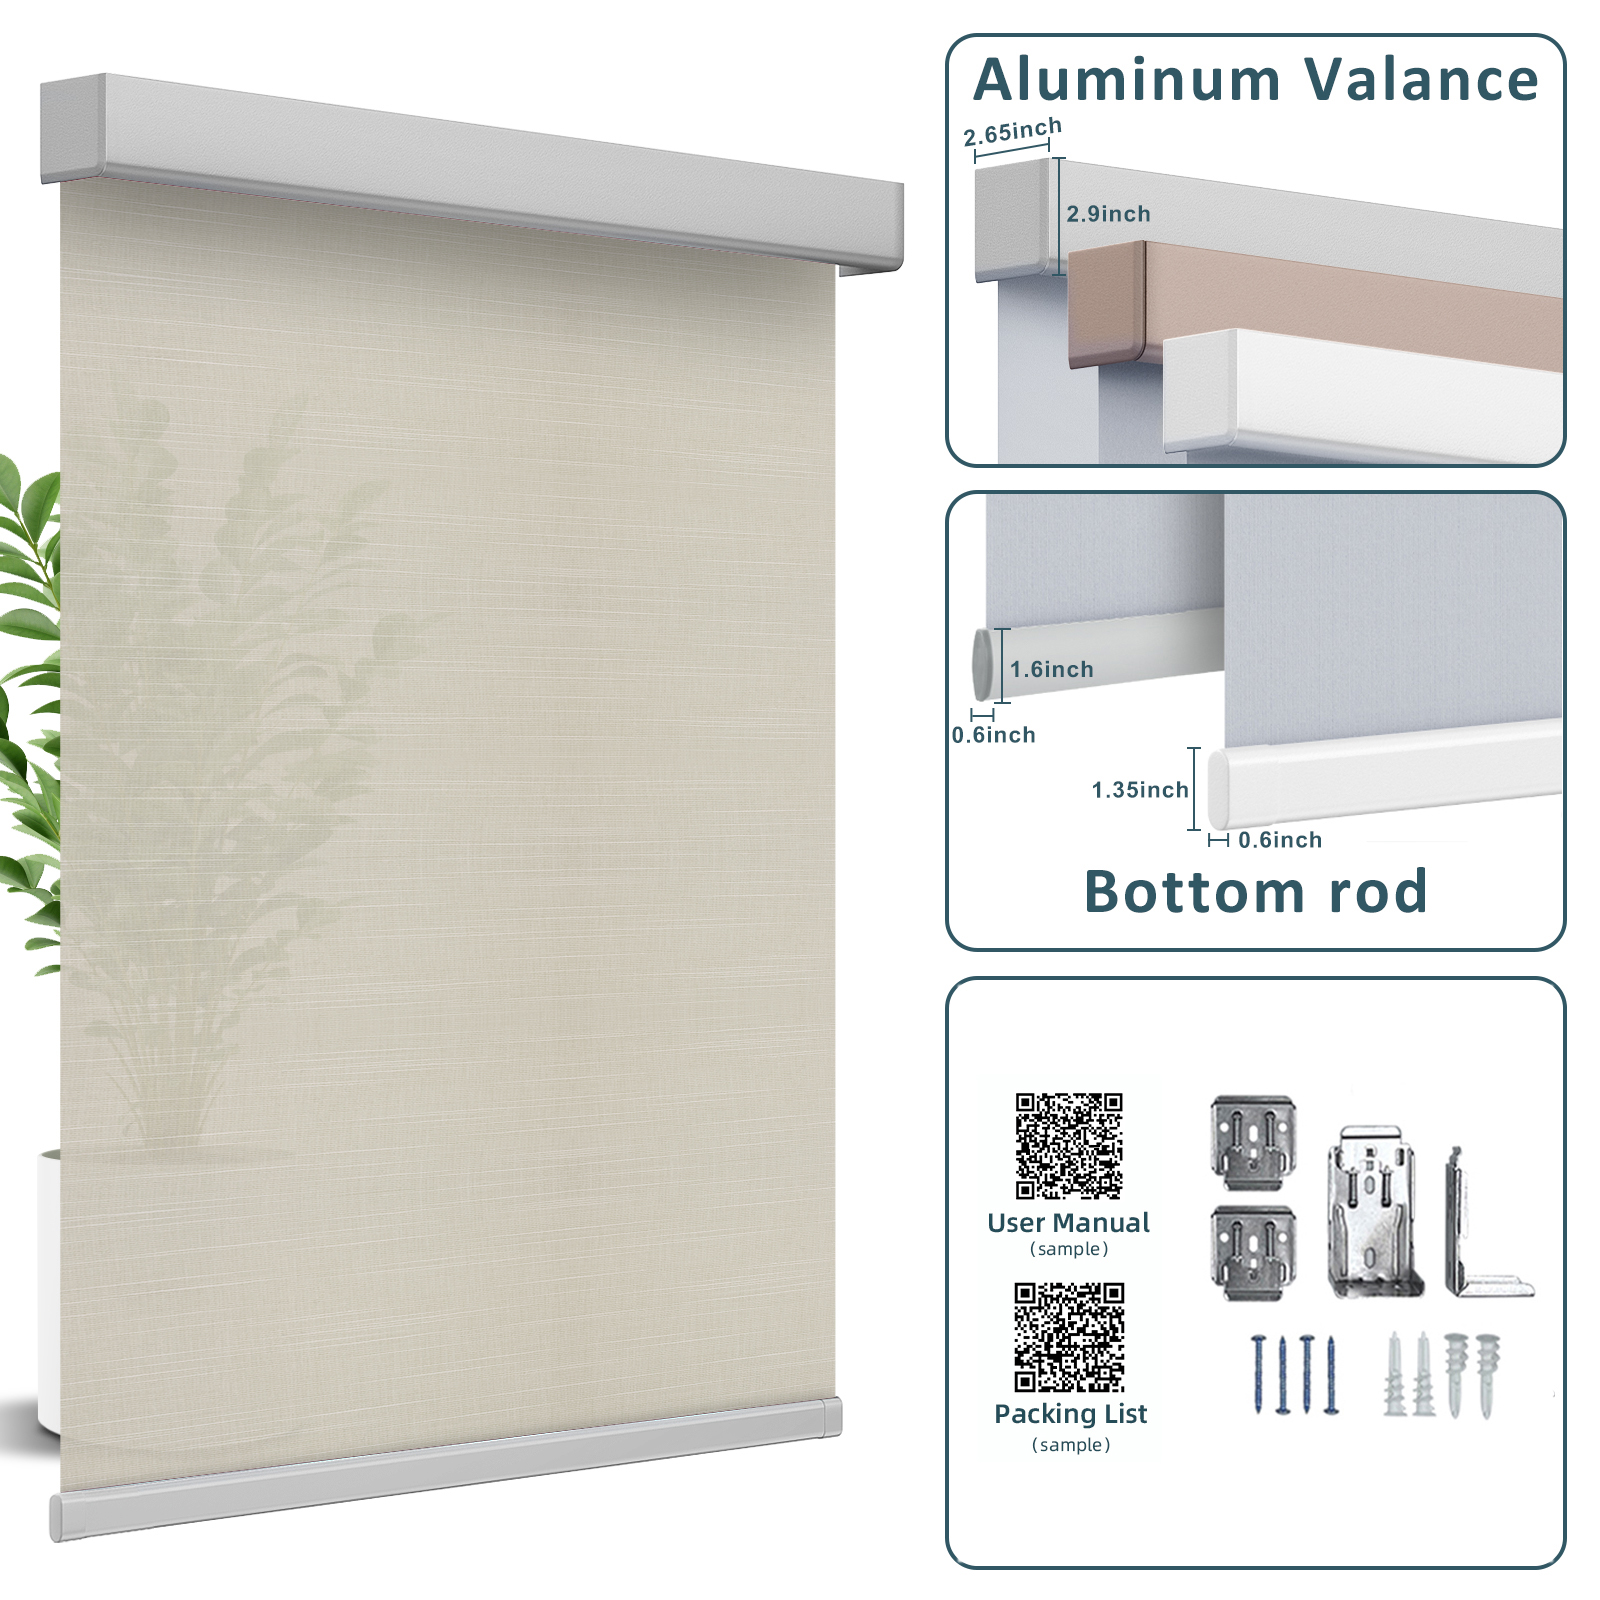 Aluminum Valance
2.65inch
2.9inch
1.6inch
0.6inch
1.35inch
0.6inch
Bottom rod
User Manual
(sample)
Packing List
(sample)